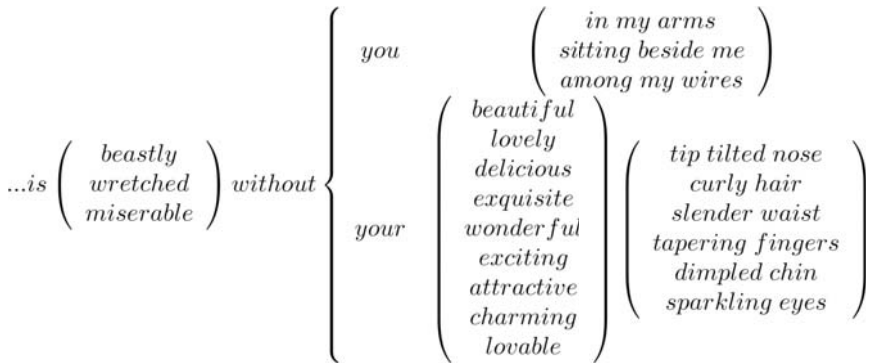 ...is ( beastly wretched miserable ) without { you ( in my arms
sitting beside me
among my wires )
your ( beautiful
lovely
delicious
exquisite
wonderful
exciting
attractive
charming
lovable ) ( tip tilted nose
curly hair
slender waist
tapering fingers
dimpled chin
sparkling eyes )